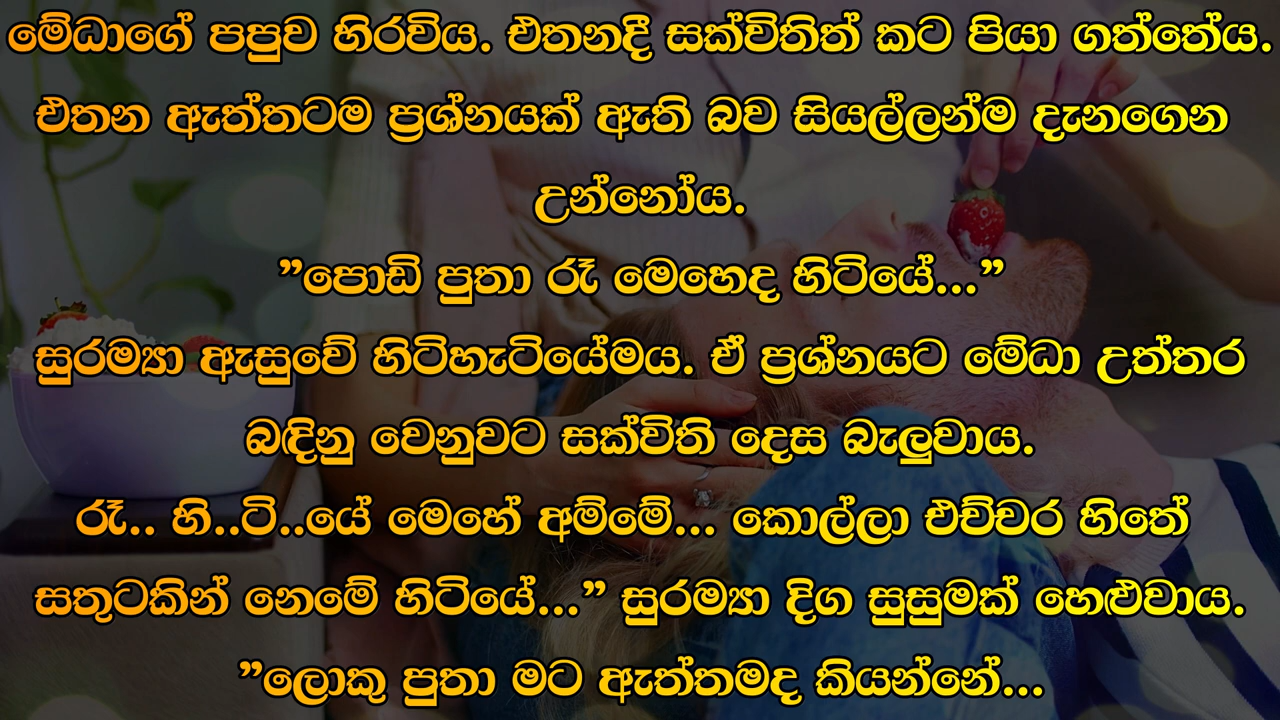 මේධාගේ පපුව හිරවිය. එතනදී සක්විතිත් කට පියා ගත්තේය.
එතන ඇත්තටම ප්‍රශ්නයක් ඇති බව සියල්ලන්ම දැනගෙන
උන්නෝය.
”පොඩි පුතා රෑ මෙහෙද හිටියේ...”
සුරම්‍යා ඇසුවේ හිටිහැටියේමය. ඒ ප්‍රශ්නයට මේධා උත්තර
බඳිනු වෙනුවට සක්විති දෙස බැලුවාය.
රෑ.. හි..ටි..යේ මෙහේ අම්මේ... කොල්ලා එච්චර හිතේ
සතුටකින් නෙමේ හිටියේ...” සුරම්‍යා දිග සුසුමක් හෙළුවාය.
”ලොකු පුතා මට ඇත්තමද කියන්නේ...